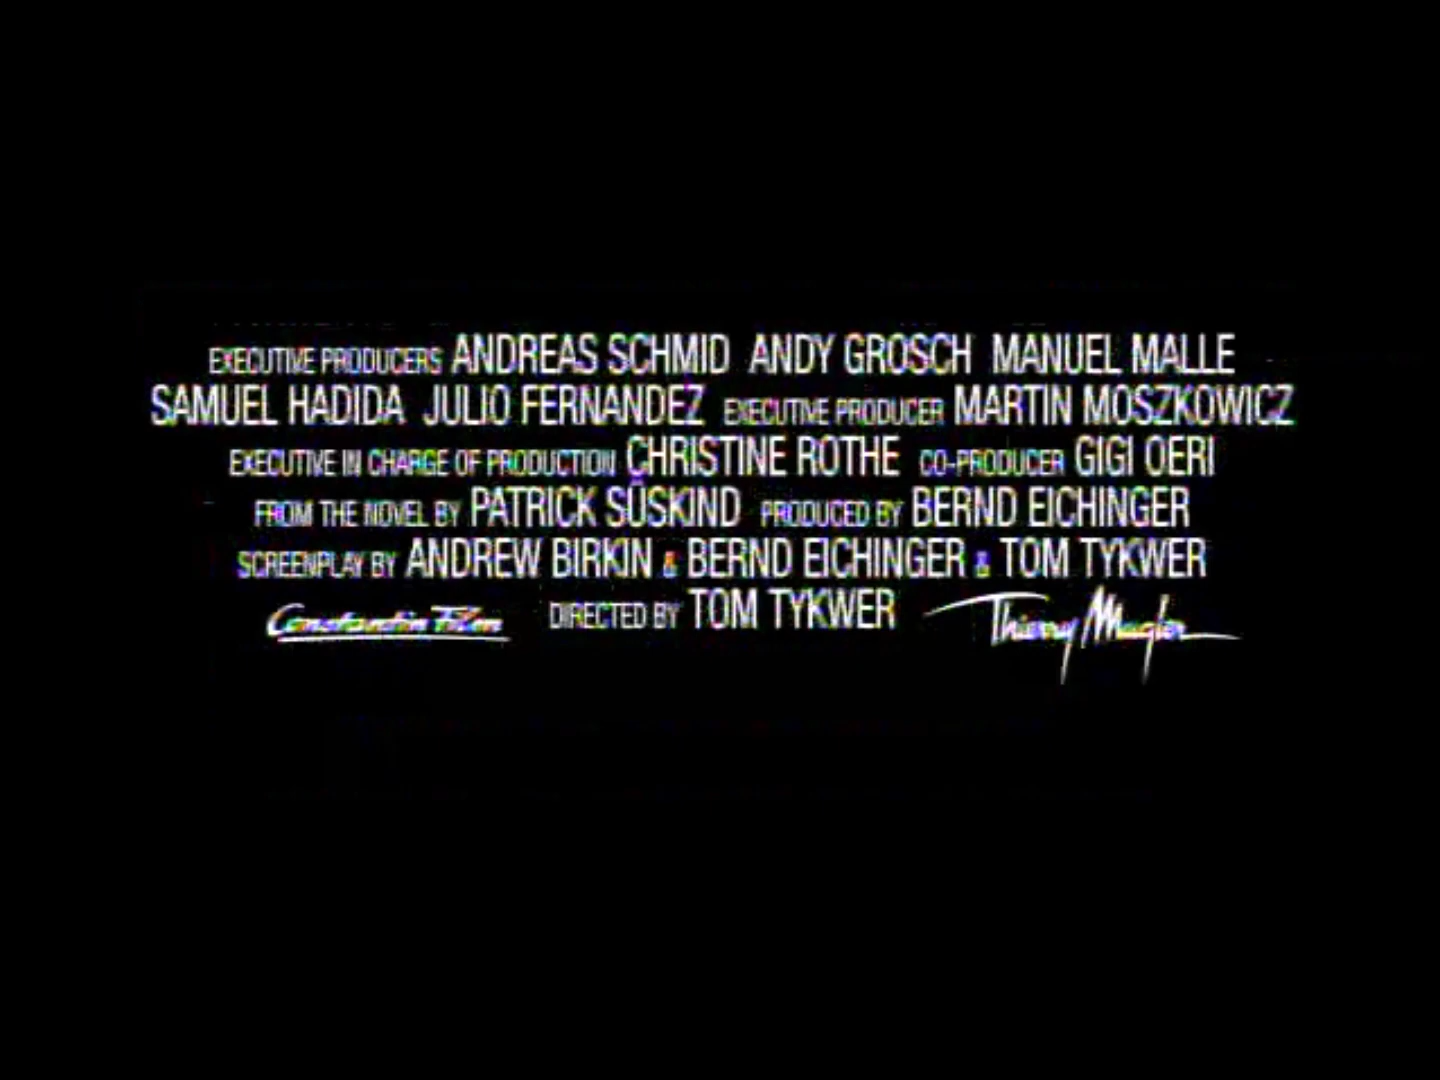 EXECUTIVE PRODUCERS ANDREAS SCHMID ANDY GROSCH MANUEL MALLE
SAMUEL HADIDA JULIO FERNANDEZ EXECUTIVE PRODUCER MARTIN MOSZKOWICZ
EXECUTIVE IN CHARGE OF PRODUCTION CHRISTINE ROTHE CO-PRODUCER GIGI OERI
FROM THE NOVEL BY PATRICK SÜSKIND PRODUCED BY BERND EICHINGER
SCREENPLAY BY ANDREW BIRKIN & BERND EICHINGER & TOM TYKWER
Constantin Film DIRECTED BY TOM TYKWER Thierry Mugler